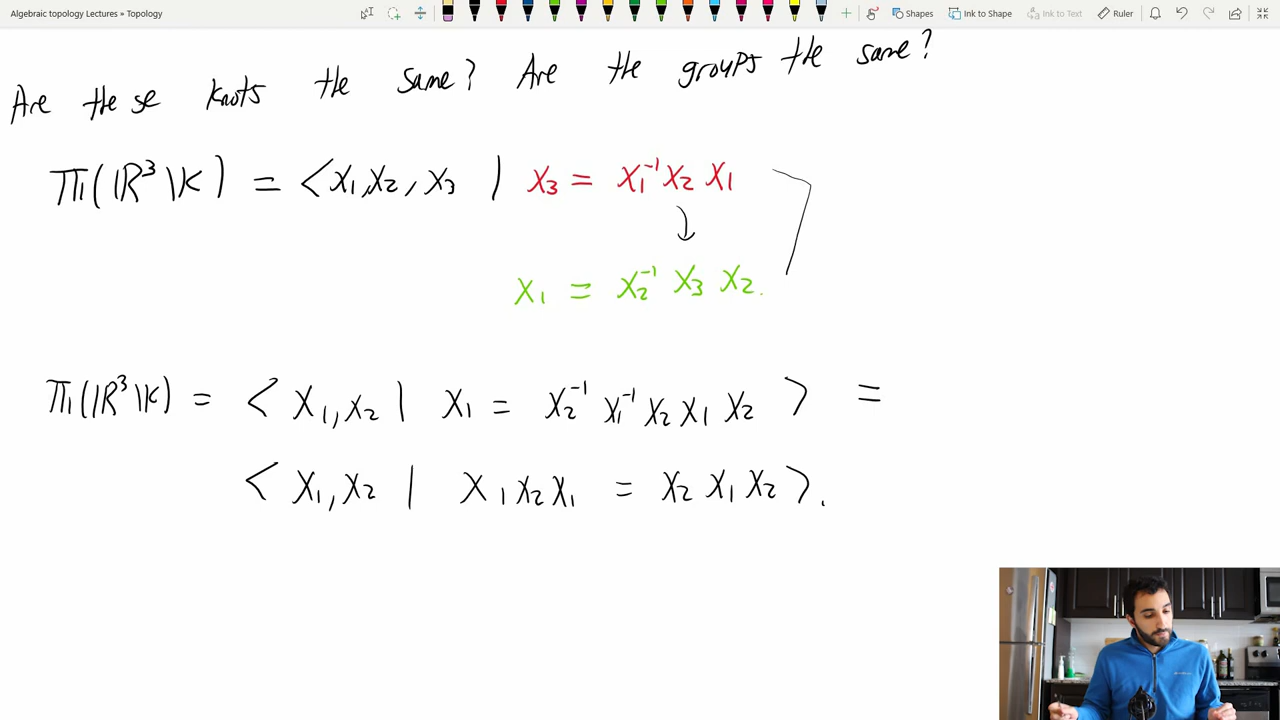 Algebraic topology Lectures » Topology
Shapes Ink to Shape Ink to Text Ruler
Are these knots the same? Are the groups the same?
π₁(ℝ³\K) = <x₁,x₂,x₃ | x₃ = x₁⁻¹x₂x₁
↓
x₁ = x₂⁻¹x₃x₂.
π₁(ℝ³\K) = <x₁,x₂ | x₁ = x₂⁻¹x₁⁻¹x₂x₁x₂> =
<x₁,x₂ | x₁x₂x₁ = x₂x₁x₂>.